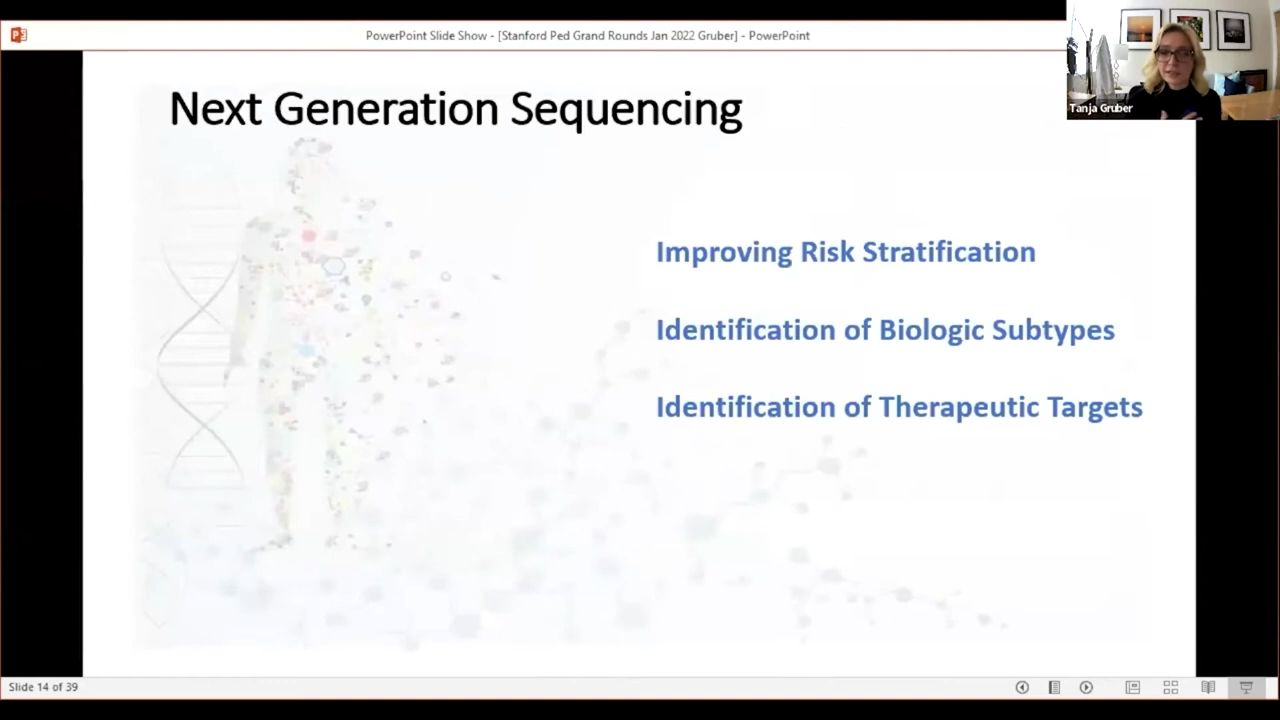 PowerPoint Slide Show - [Stanford Ped Grand Rounds Jan 2022 Gruber] - PowerPoint
Tanja Gruber
Next Generation Sequencing
Improving Risk Stratification
Identification of Biologic Subtypes
Identification of Therapeutic Targets
Slide 14 of 39